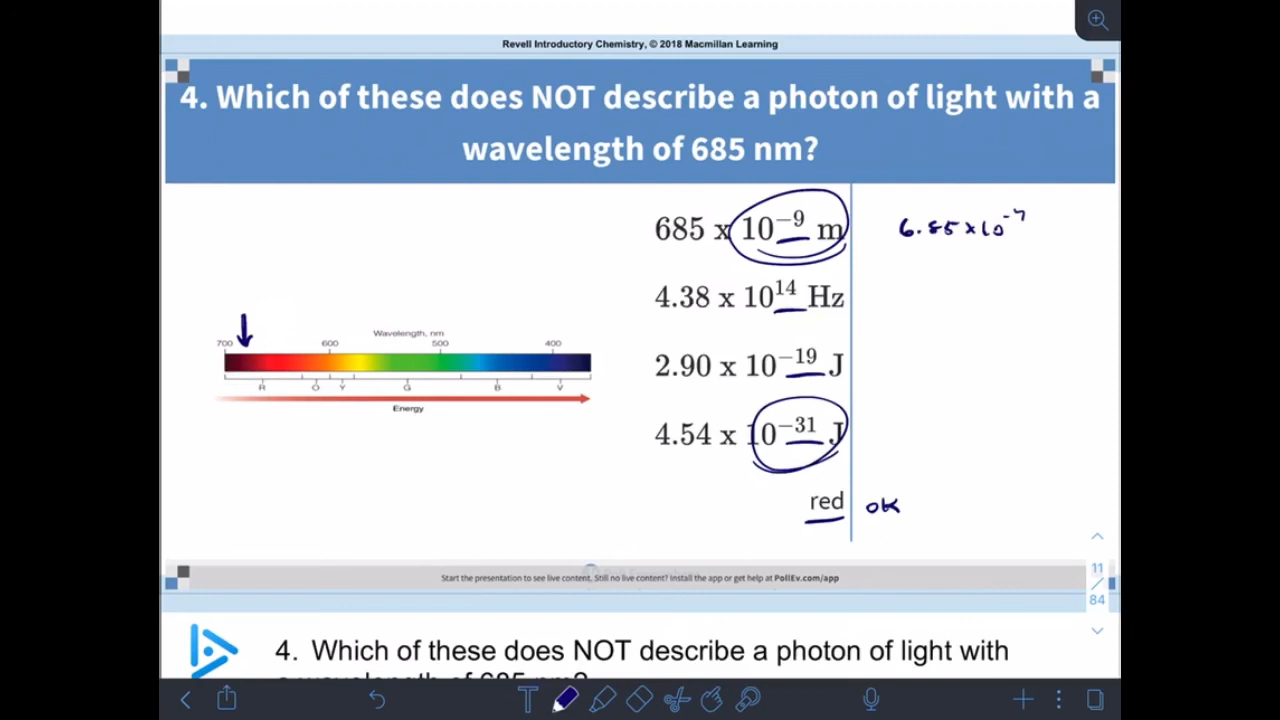 Revell Introductory Chemistry, © 2018 Macmillan Learning
4. Which of these does NOT describe a photon of light with a
wavelength of 685 nm?
685 x 10⁻⁹ m
6.85×10⁻⁷
4.38 x 10¹⁴ Hz
Wavelength, nm
700 600 500 400
2.90 x 10⁻¹⁹ J
R O Y G B V
Energy
4.54 x 10⁻³¹ J
red OK
Start the presentation to see live content. Still no live content? Install the app or get help at PollEv.com/app
11
84
4. Which of these does NOT describe a photon of light with
a wavelength of 685 nm?